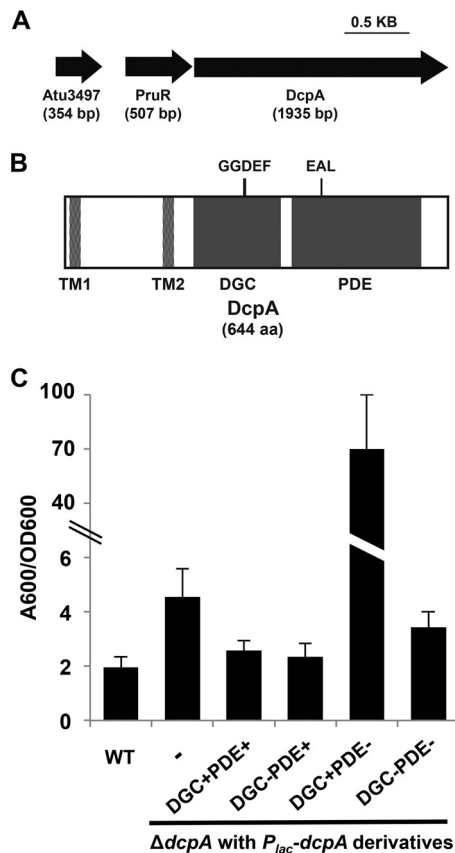 A
0.5 KB
Atu3497 PruR DcpA
(354 bp) (507 bp) (1935 bp)
B
GGDEF EAL
TM1 TM2 DGC PDE
DcpA
(644 aa)
C
100
70
40
6
4
2
0
A600/OD600
WT - DGC+PDE+ DGC-PDE+ DGC+PDE- DGC-PDE-
ΔdcpA with Plac-dcpA derivatives